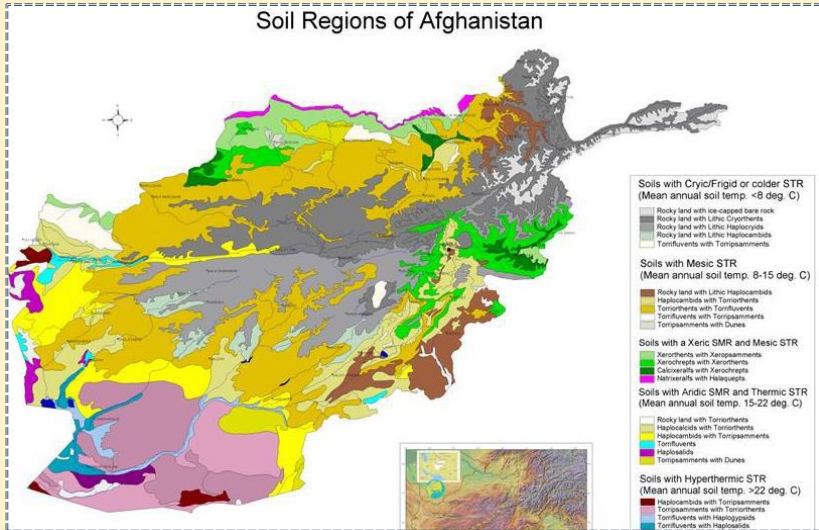 Soil Regions of Afghanistan
Soils with Cryic/Frigid or colder STR
(Mean annual soil temp. <8 deg. C)
Rocky land with ice-capped bare rock
Rocky land with Lithic Cryorthents
Rocky land with Lithic Haplocryids
Rocky land with Lithic Haplocambids
Torrifluvents with Torripsamments
Soils with Mesic STR
(Mean annual soil temp. 8-15 deg. C)
Rocky land with Lithic Haplocambids
Haplocambids with Torriorthents
Torriorthents with Torrifluvents
Torrifluvents with Torripsamments
Torripsamments with Dunes
Soils with a Xeric SMR and Mesic STR
Xerorthents with Xeropsamments
Xerochrepts with Xerorthents
Calcixeralfs with Xerochrepts
Natrixeralfs with Halaquepts
Soils with Aridic SMR and Thermic STR
(Mean annual soil temp. 15-22 deg. C)
Rocky land with Torriorthents
Haplocalcids with Torriorthents
Haplocambids with Torripsamments
Torrifluvents
Haplosalids
Torripsamments with Dunes
Soils with Hyperthermic STR
(Mean annual soil temp. >22 deg. C)
Haplocambids with Torripsamments
Torripsamments with Torriorthents
Torrifluvents with Haplogypsids
Torrifluvents with Haplosalids